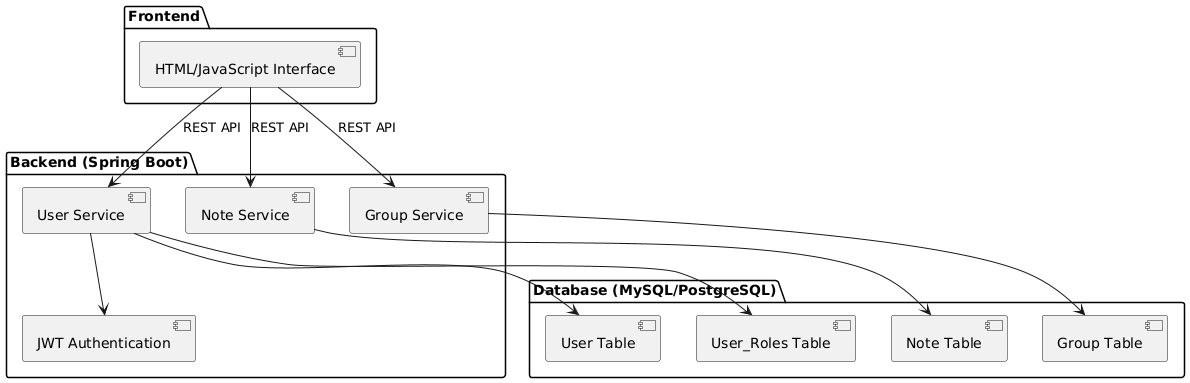 Frontend
HTML/JavaScript Interface
REST API
REST API
REST API
Backend (Spring Boot)
User Service
Note Service
Group Service
Database (MySQL/PostgreSQL)
JWT Authentication
User Table
User_Roles Table
Note Table
Group Table